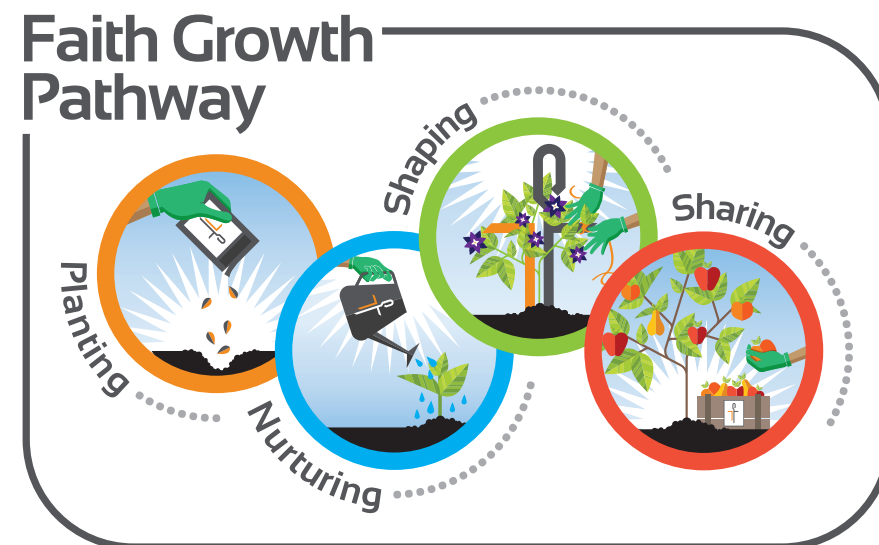 Faith Growth
Pathway
Planting
Nurturing
Shaping
Sharing